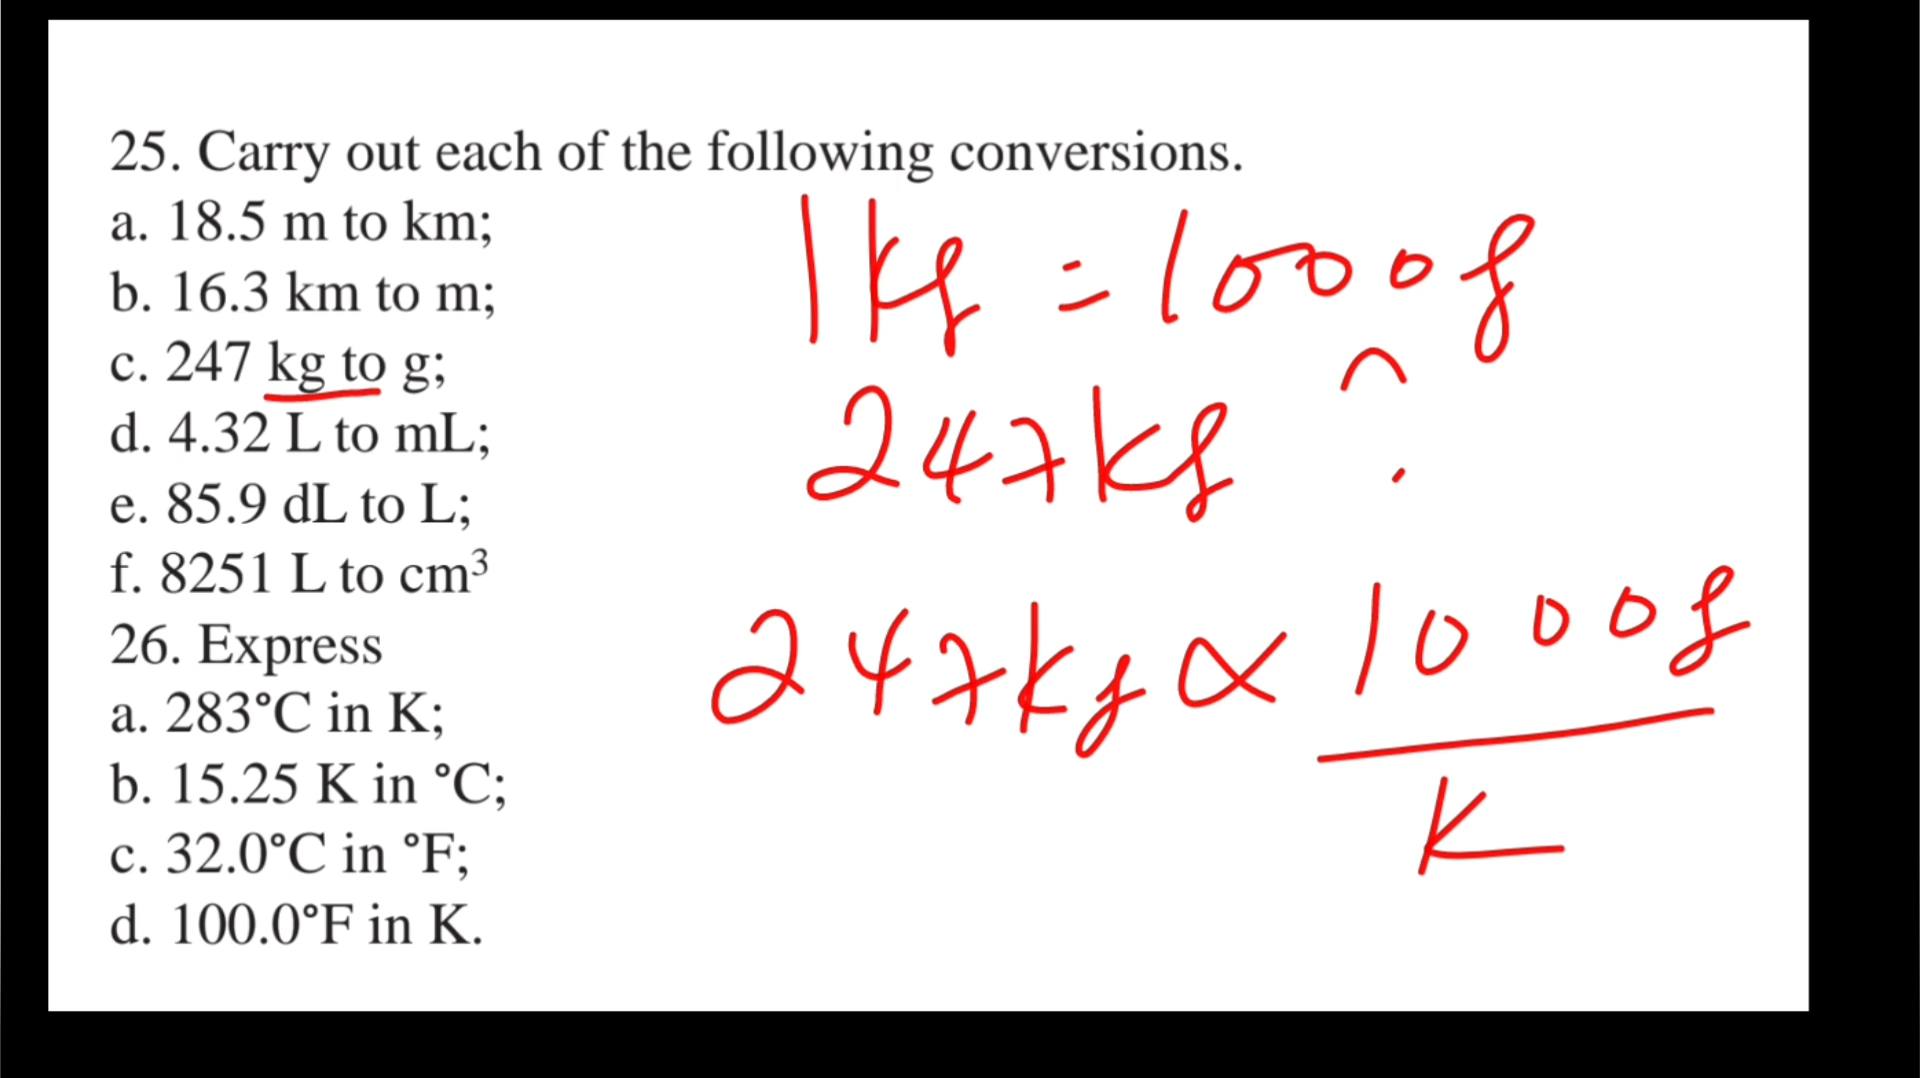 25. Carry out each of the following conversions.
a. 18.5 m to km;
b. 16.3 km to m;
c. 247 kg to g;
d. 4.32 L to mL;
e. 85.9 dL to L;
f. 8251 L to cm³
26. Express
a. 283°C in K;
b. 15.25 K in °C;
c. 32.0°C in °F;
d. 100.0°F in K.
1kg = 1000g
247kg ?
247kg × 1000g
k